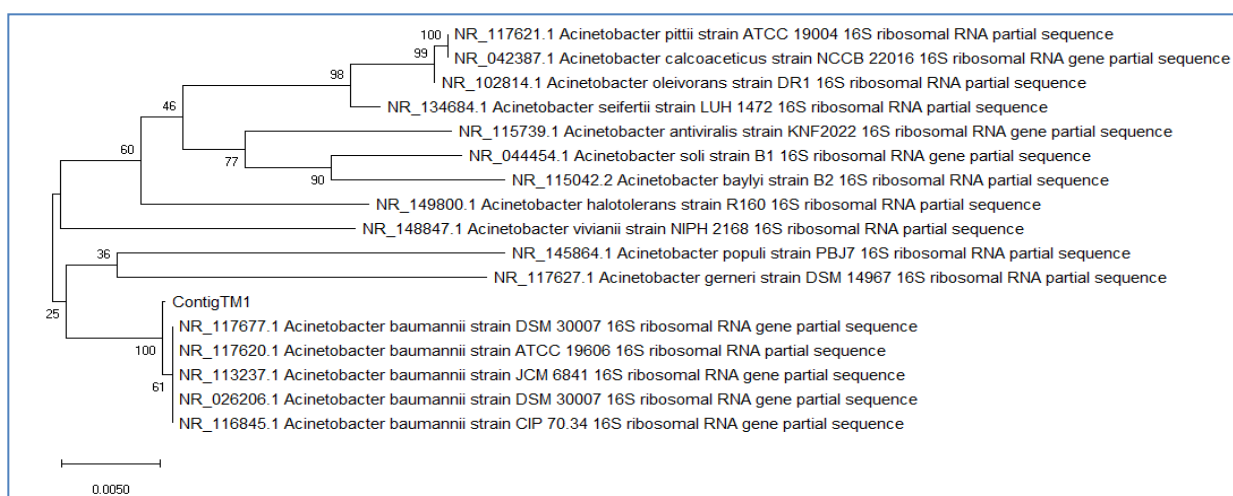 100
NR_117621.1 Acinetobacter pittii strain ATCC 19004 16S ribosomal RNA partial sequence
99
NR_042387.1 Acinetobacter calcoaceticus strain NCCB 22016 16S ribosomal RNA gene partial sequence
98
NR_102814.1 Acinetobacter oleivorans strain DR1 16S ribosomal RNA partial sequence
46
NR_134684.1 Acinetobacter seifertii strain LUH 1472 16S ribosomal RNA partial sequence
NR_115739.1 Acinetobacter antiviralis strain KNF2022 16S ribosomal RNA gene partial sequence
60
77
NR_044454.1 Acinetobacter soli strain B1 16S ribosomal RNA gene partial sequence
90
NR_115042.2 Acinetobacter baylyi strain B2 16S ribosomal RNA partial sequence
NR_149800.1 Acinetobacter halotolerans strain R160 16S ribosomal RNA partial sequence
NR_148847.1 Acinetobacter vivianii strain NIPH 2168 16S ribosomal RNA partial sequence
36
NR_145864.1 Acinetobacter populi strain PBJ7 16S ribosomal RNA partial sequence
NR_117627.1 Acinetobacter gerneri strain DSM 14967 16S ribosomal RNA partial sequence
25
ContigTM1
NR_117677.1 Acinetobacter baumannii strain DSM 30007 16S ribosomal RNA gene partial sequence
100
NR_117620.1 Acinetobacter baumannii strain ATCC 19606 16S ribosomal RNA partial sequence
61
NR_113237.1 Acinetobacter baumannii strain JCM 6841 16S ribosomal RNA gene partial sequence
NR_026206.1 Acinetobacter baumannii strain DSM 30007 16S ribosomal RNA gene partial sequence
NR_116845.1 Acinetobacter baumannii strain CIP 70.34 16S ribosomal RNA gene partial sequence
0.0050